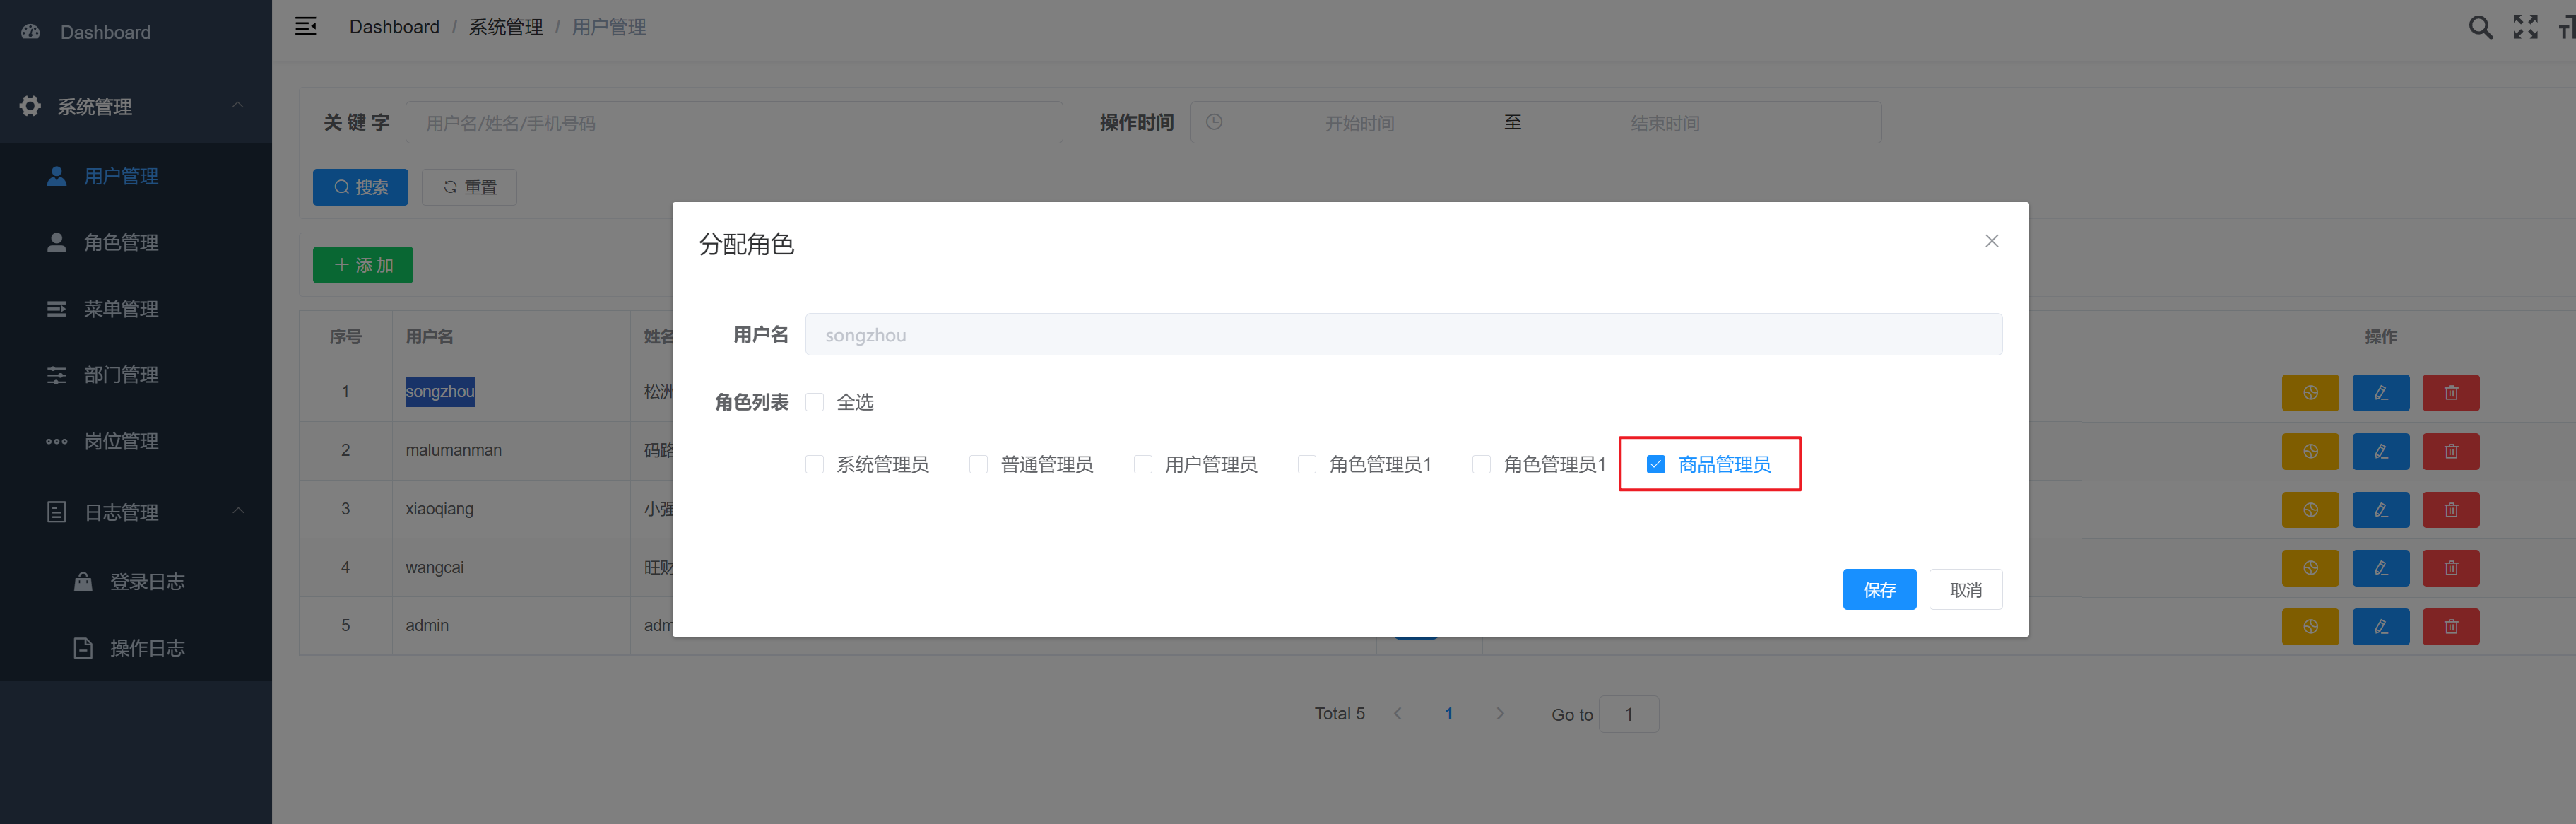 Dashboard
系统管理
用户管理
角色管理
菜单管理
部门管理
岗位管理
日志管理
登录日志
操作日志
Dashboard / 系统管理 / 用户管理
关 键 字 用户名/姓名/手机号码 操作时间 开始时间 至 结束时间
搜索 重置
添 加
序号 用户名 姓名 操作
1 songzhou 松洲
2 malumanman 码路
3 xiaoqiang 小强
4 wangcai 旺财
5 admin adm
Total 5 1 Go to 1
分配角色
用户名 songzhou
角色列表 全选
系统管理员 普通管理员 用户管理员 角色管理员1 角色管理员1 商品管理员
保存 取消